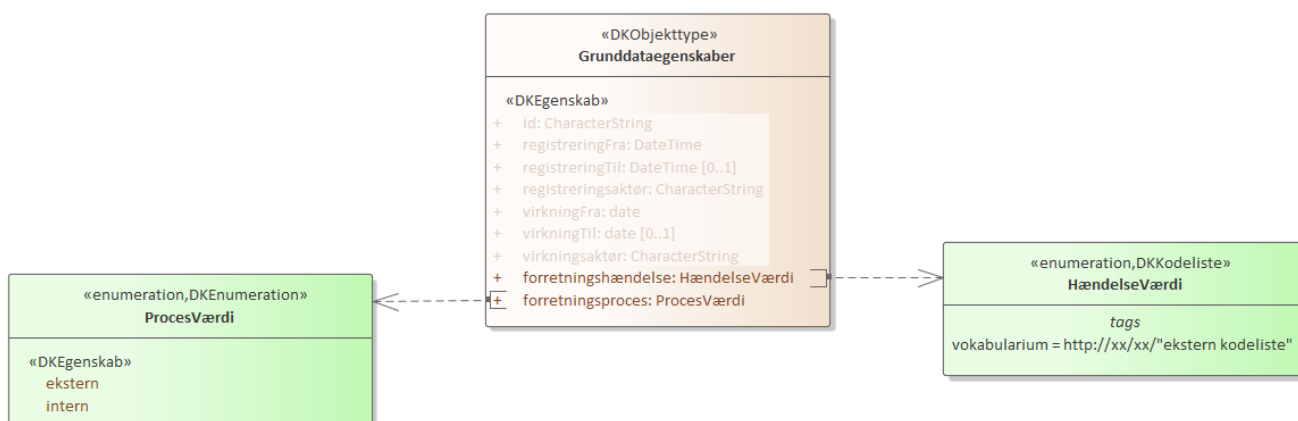 «DKObjekttype»
Grunddataegenskaber
«DKEgenskab»
+ id: CharacterString
+ registreringFra: DateTime
+ registreringTil: DateTime [0..1]
+ registreringsaktør: CharacterString
+ virkningFra: date
+ virkningTil: date [0..1]
+ virkningsaktør: CharacterString
+ forretningshændelse: HændelseVærdi
+ forretningsproces: ProcesVærdi
«enumeration,DKEnumeration»
ProcesVærdi
«DKEgenskab»
ekstern
intern
«enumeration,DKKodeliste»
HændelseVærdi
tags
vokabularium = http://xx/xx/"ekstern kodeliste"